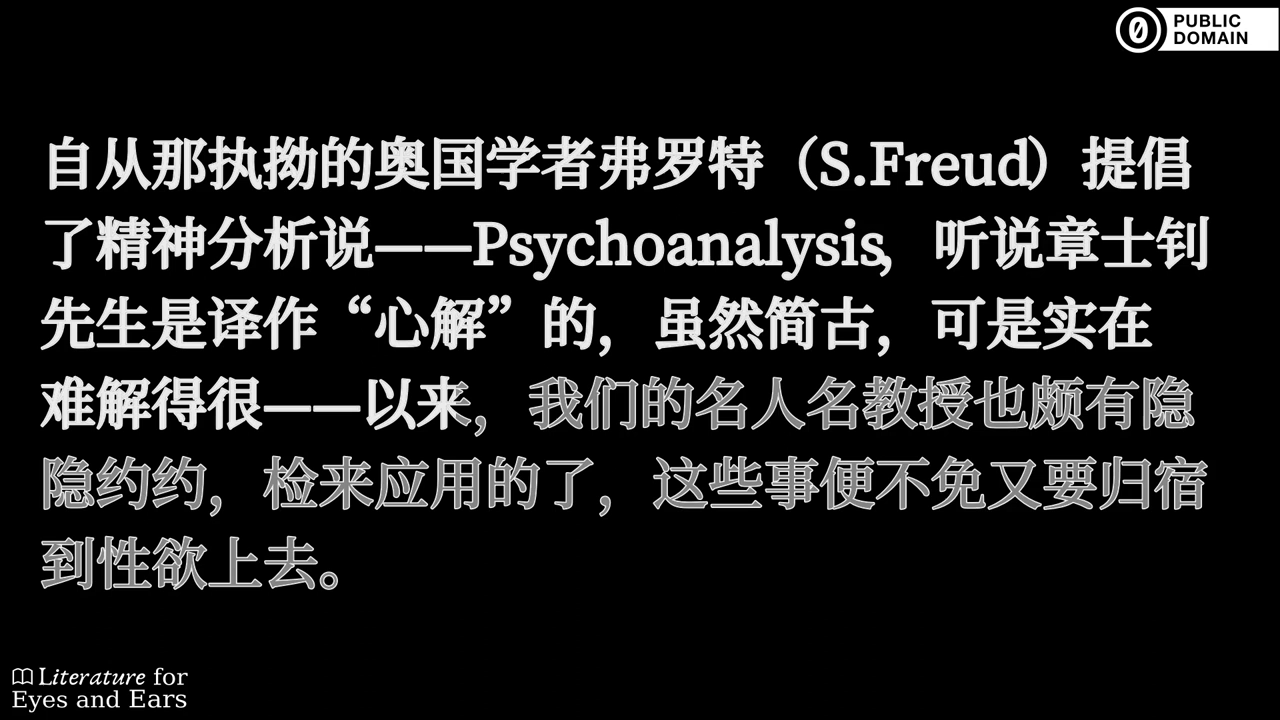 PUBLIC
DOMAIN
自从那执拗的奥国学者弗罗特（S.Freud）提倡
了精神分析说——Psychoanalysis，听说章士钊
先生是译作“心解”的，虽然简古，可是实在
难解得很——以来，我们的名人名教授也颇有隐
隐约约，检来应用的了，这些事便不免又要归宿
到性欲上去。
Literature for
Eyes and Ears